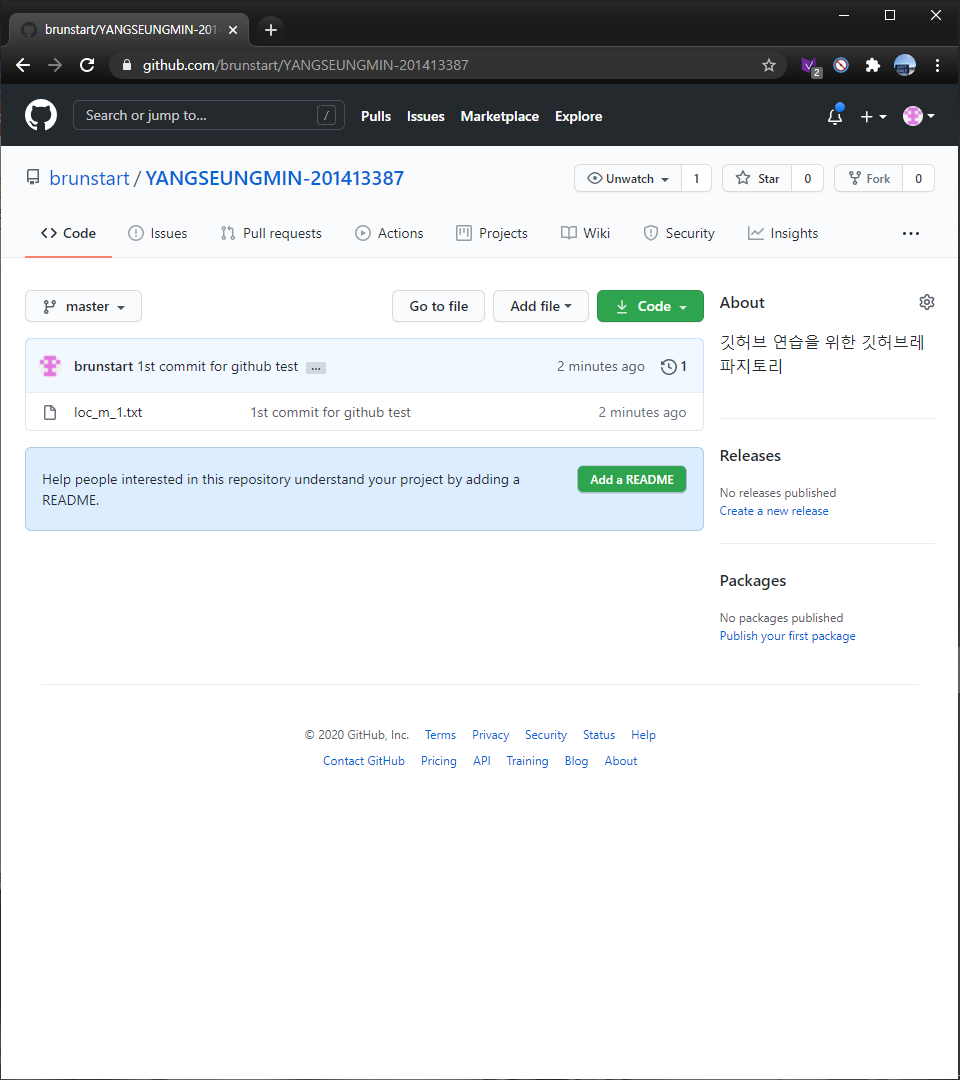 brunstart/YANGSEUNGMIN-201
github.com/brunstart/YANGSEUNGMIN-201413387
2
Search or jump to...
/
Pulls Issues Marketplace Explore
brunstart / YANGSEUNGMIN-201413387
Unwatch 1 Star 0 Fork 0
Code Issues Pull requests Actions Projects Wiki Security Insights
master Go to file Add file Code
About
깃허브 연습을 위한 깃허브레
파지토리
brunstart 1st commit for github test ... 2 minutes ago 1
loc_m_1.txt 1st commit for github test 2 minutes ago
Help people interested in this repository understand your project by adding a
README.
Add a README
Releases
No releases published
Create a new release
Packages
No packages published
Publish your first package
© 2020 GitHub, Inc. Terms Privacy Security Status Help
Contact GitHub Pricing API Training Blog About